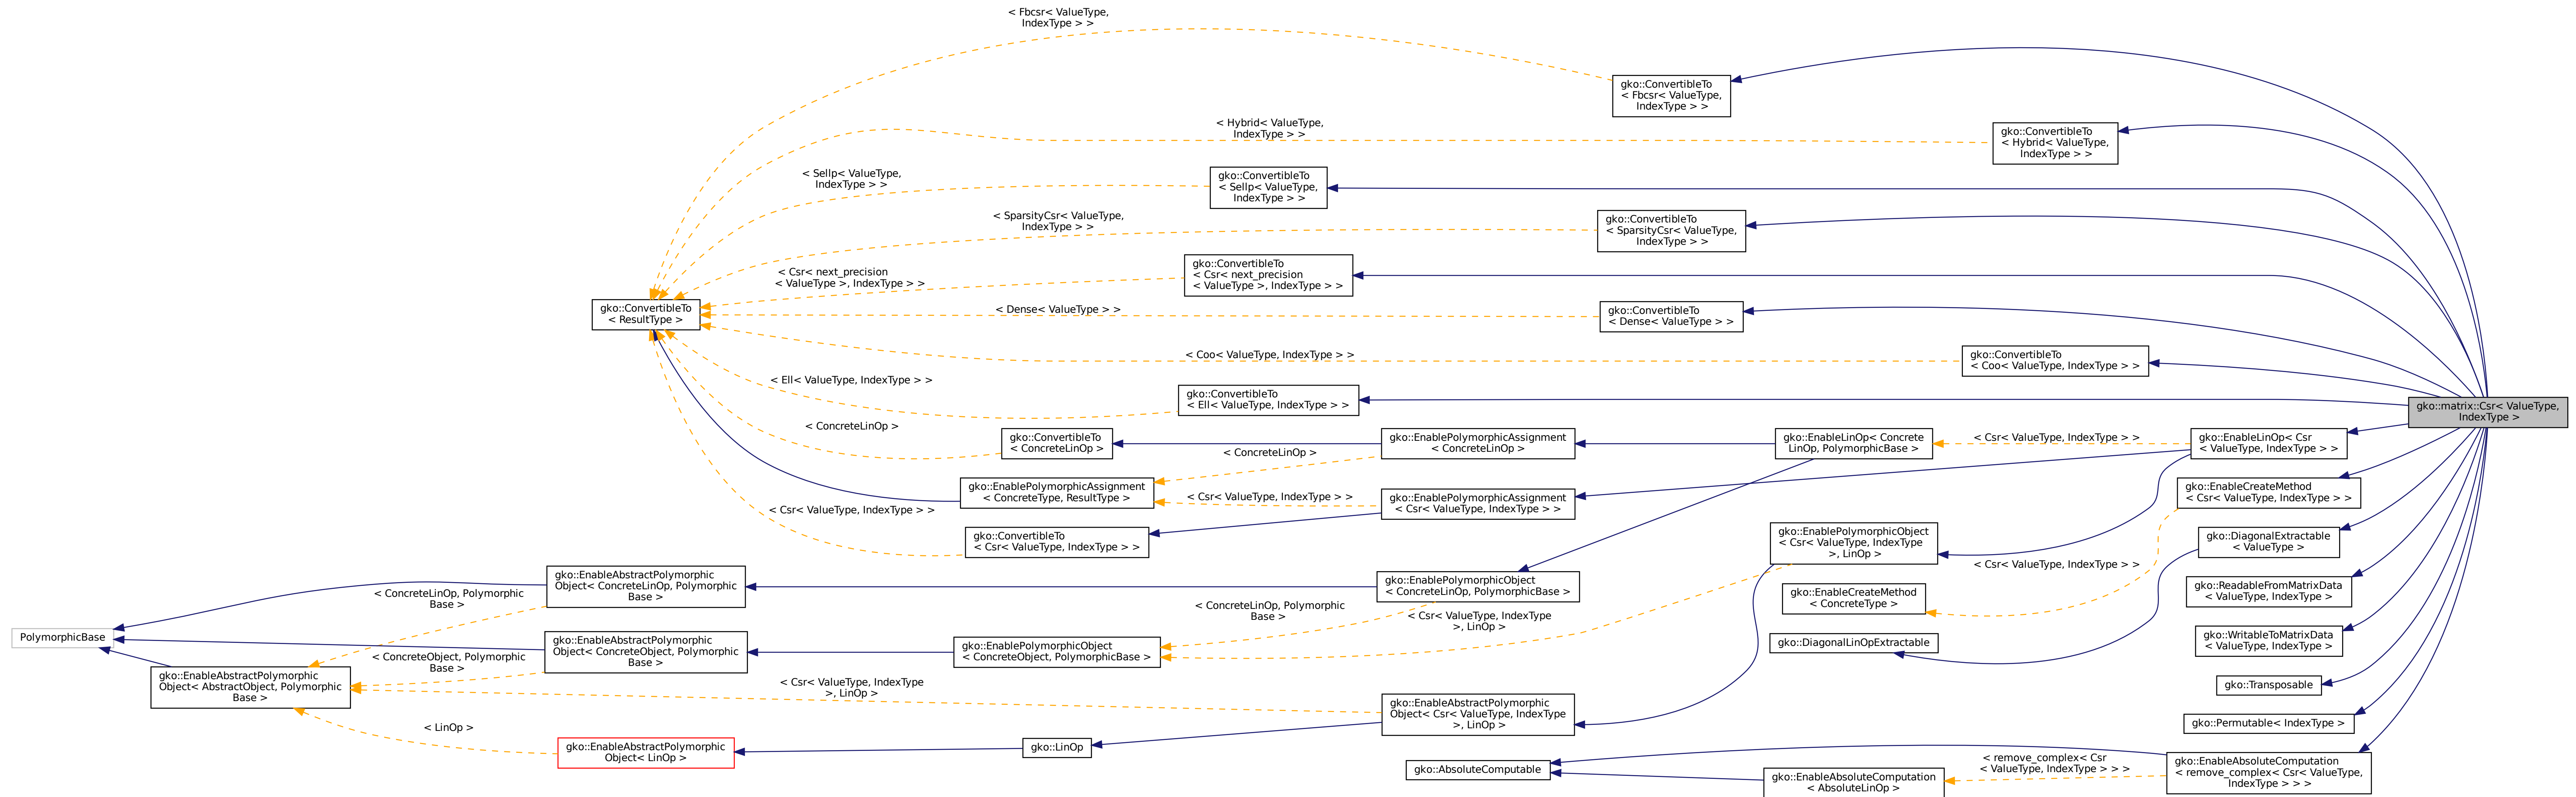 < Fbcsr< ValueType,
IndexType > >
gko::ConvertibleTo
< Fbcsr< ValueType,
IndexType > >
< Hybrid< ValueType,
IndexType > >
gko::ConvertibleTo
< Hybrid< ValueType,
IndexType > >
< Sellp< ValueType,
IndexType > >
gko::ConvertibleTo
< Sellp< ValueType,
IndexType > >
< SparsityCsr< ValueType,
IndexType > >
gko::ConvertibleTo
< SparsityCsr< ValueType,
IndexType > >
< Csr< next_precision
< ValueType >, IndexType > >
gko::ConvertibleTo
< Csr< next_precision
< ValueType >, IndexType > >
gko::ConvertibleTo
< ResultType >
< Dense< ValueType > >
gko::ConvertibleTo
< Dense< ValueType > >
< Coo< ValueType, IndexType > >
gko::ConvertibleTo
< Coo< ValueType, IndexType > >
< Ell< ValueType, IndexType > >
gko::ConvertibleTo
< Ell< ValueType, IndexType > >
gko::matrix::Csr< ValueType,
IndexType >
< ConcreteLinOp >
gko::ConvertibleTo
< ConcreteLinOp >
gko::EnablePolymorphicAssignment
< ConcreteLinOp >
gko::EnableLinOp< Concrete
LinOp, PolymorphicBase >
< Csr< ValueType, IndexType > >
gko::EnableLinOp< Csr
< ValueType, IndexType > >
< ConcreteLinOp >
gko::EnablePolymorphicAssignment
< ConcreteType, ResultType >
< Csr< ValueType, IndexType > >
gko::EnablePolymorphicAssignment
< Csr< ValueType, IndexType > >
gko::EnableCreateMethod
< Csr< ValueType, IndexType > >
< Csr< ValueType, IndexType > >
gko::ConvertibleTo
< Csr< ValueType, IndexType > >
gko::EnablePolymorphicObject
< Csr< ValueType, IndexType
>, LinOp >
gko::DiagonalExtractable
< ValueType >
< Csr< ValueType, IndexType > >
gko::EnableAbstractPolymorphic
Object< ConcreteLinOp, Polymorphic
Base >
gko::EnablePolymorphicObject
< ConcreteLinOp, PolymorphicBase >
gko::EnableCreateMethod
< ConcreteType >
gko::ReadableFromMatrixData
< ValueType, IndexType >
< ConcreteLinOp, Polymorphic
Base >
< ConcreteLinOp, Polymorphic
Base >
< Csr< ValueType, IndexType
>, LinOp >
PolymorphicBase
gko::EnableAbstractPolymorphic
Object< ConcreteObject, Polymorphic
Base >
gko::EnablePolymorphicObject
< ConcreteObject, PolymorphicBase >
gko::DiagonalLinOpExtractable
gko::WritableToMatrixData
< ValueType, IndexType >
< ConcreteObject, Polymorphic
Base >
gko::EnableAbstractPolymorphic
Object< AbstractObject, Polymorphic
Base >
< Csr< ValueType, IndexType
>, LinOp >
gko::Transposable
gko::EnableAbstractPolymorphic
Object< Csr< ValueType, IndexType
>, LinOp >
gko::Permutable< IndexType >
< LinOp >
gko::EnableAbstractPolymorphic
Object< LinOp >
gko::LinOp
gko::AbsoluteComputable
gko::EnableAbsoluteComputation
< AbsoluteLinOp >
< remove_complex< Csr
< ValueType, IndexType > > >
gko::EnableAbsoluteComputation
< remove_complex< Csr< ValueType,
IndexType > > >